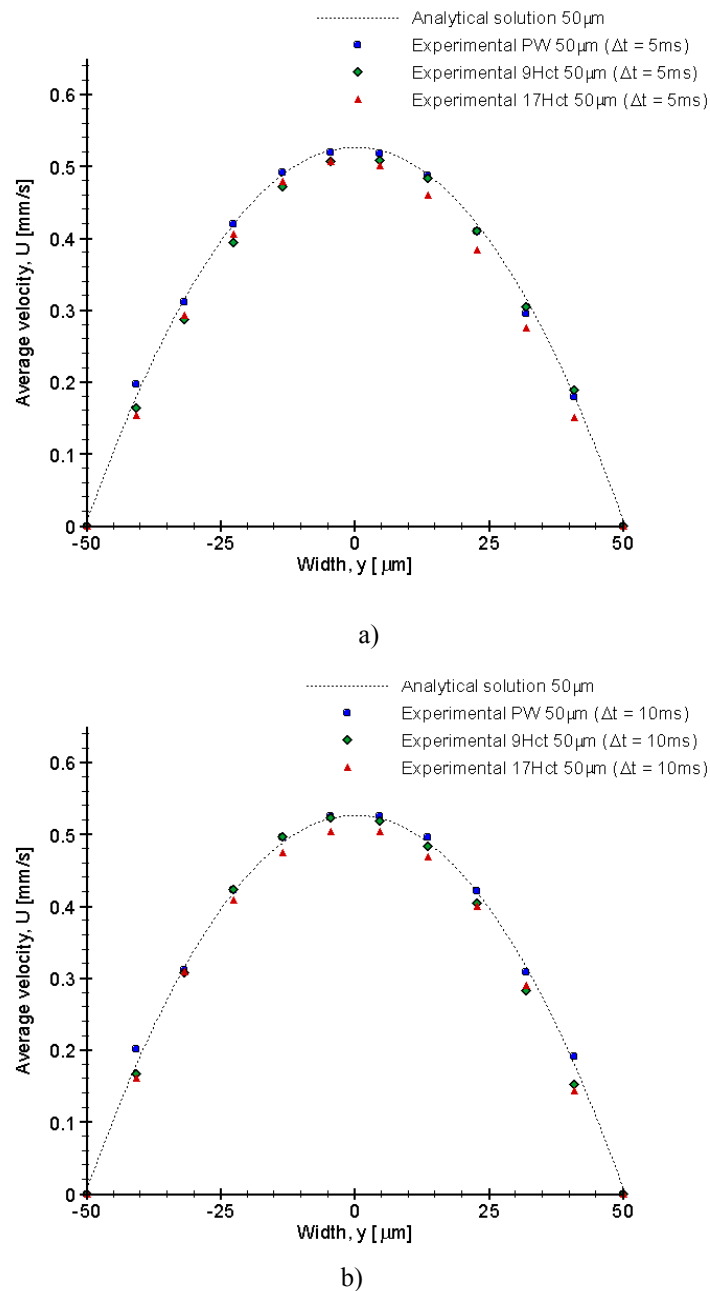 Analytical solution 50µm
Experimental PW 50µm (Δt = 5ms)
Experimental 9Hct 50µm (Δt = 5ms)
Experimental 17Hct 50µm (Δt = 5ms)
Average velocity, U [mm/s]
0.6
0.5
0.4
0.3
0.2
0.1
0
-50
-25
0
25
50
Width, y [ µm]
a)
Analytical solution 50µm
Experimental PW 50µm (Δt = 10ms)
Experimental 9Hct 50µm (Δt = 10ms)
Experimental 17Hct 50µm (Δt = 10ms)
Average velocity, U [mm/s]
0.6
0.5
0.4
0.3
0.2
0.1
0
-50
-25
0
25
50
Width, y [ µm]
b)